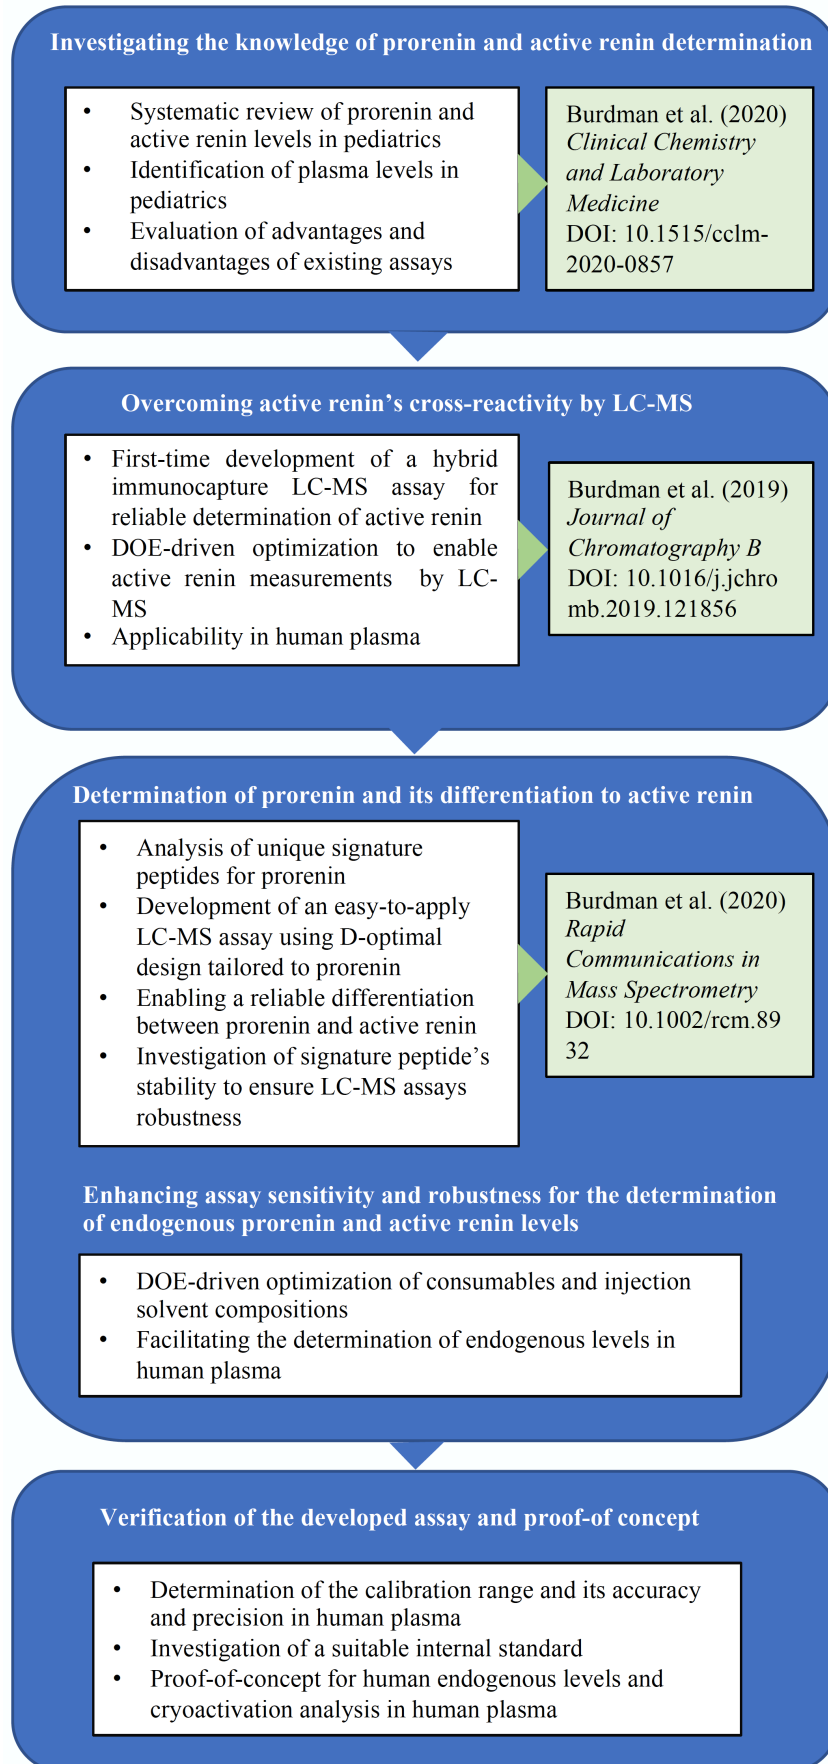 Investigating the knowledge of prorenin and active renin determination
• Systematic review of prorenin and
active renin levels in pediatrics
• Identification of plasma levels in
pediatrics
• Evaluation of advantages and
disadvantages of existing assays
Burdman et al. (2020)
Clinical Chemistry
and Laboratory
Medicine
DOI: 10.1515/cclm-
2020-0857
Overcoming active renin’s cross-reactivity by LC-MS
• First-time development of a hybrid
immunocapture LC-MS assay for
reliable determination of active renin
• DOE-driven optimization to enable
active renin measurements by LC-
MS
• Applicability in human plasma
Burdman et al. (2019)
Journal of
Chromatography B
DOI: 10.1016/j.jchro
mb.2019.121856
Determination of prorenin and its differentiation to active renin
• Analysis of unique signature
peptides for prorenin
• Development of an easy-to-apply
LC-MS assay using D-optimal
design tailored to prorenin
• Enabling a reliable differentiation
between prorenin and active renin
• Investigation of signature peptide’s
stability to ensure LC-MS assays
robustness
Burdman et al. (2020)
Rapid
Communications in
Mass Spectrometry
DOI: 10.1002/rcm.89
32
Enhancing assay sensitivity and robustness for the determination
of endogenous prorenin and active renin levels
• DOE-driven optimization of consumables and injection
solvent compositions
• Facilitating the determination of endogenous levels in
human plasma
Verification of the developed assay and proof-of concept
• Determination of the calibration range and its accuracy
and precision in human plasma
• Investigation of a suitable internal standard
• Proof-of-concept for human endogenous levels and
cryoactivation analysis in human plasma